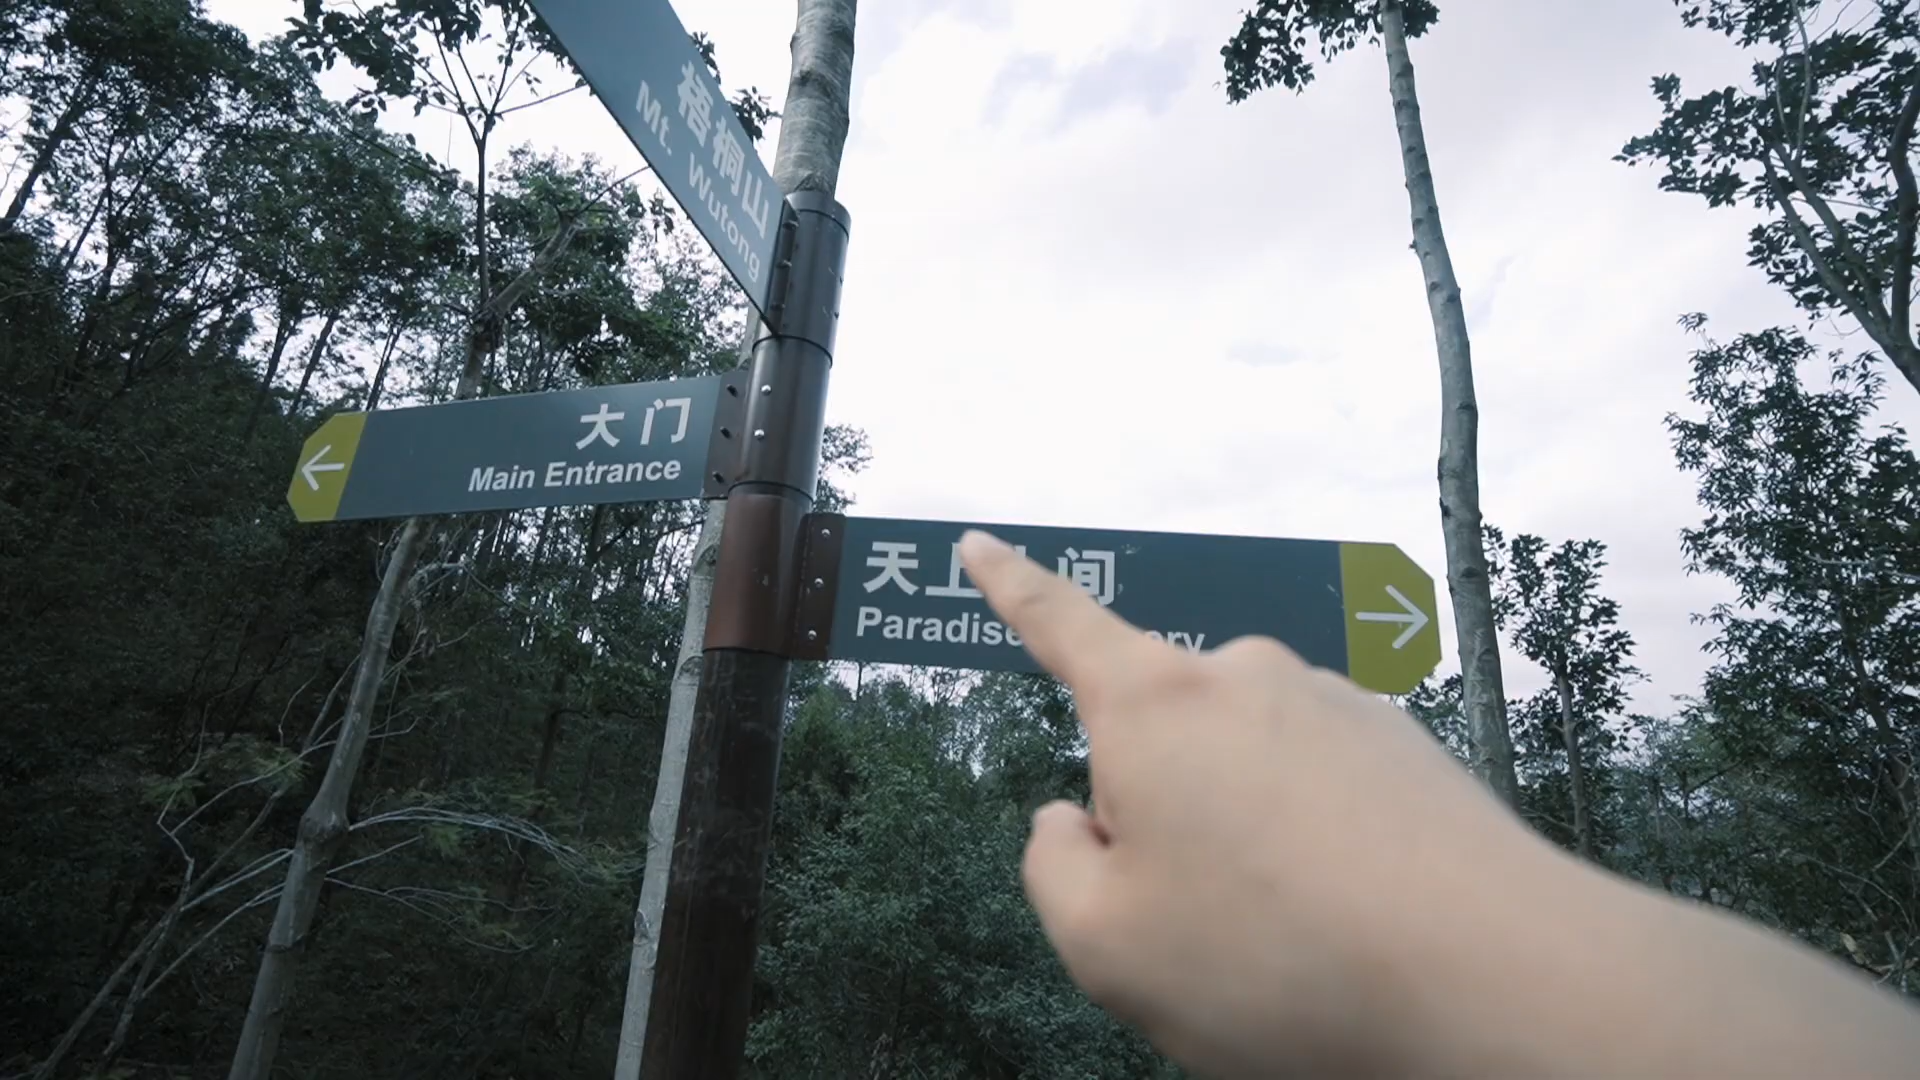 梧桐山
Mt. Wutong
大门
Main Entrance
天上 间
Paradise